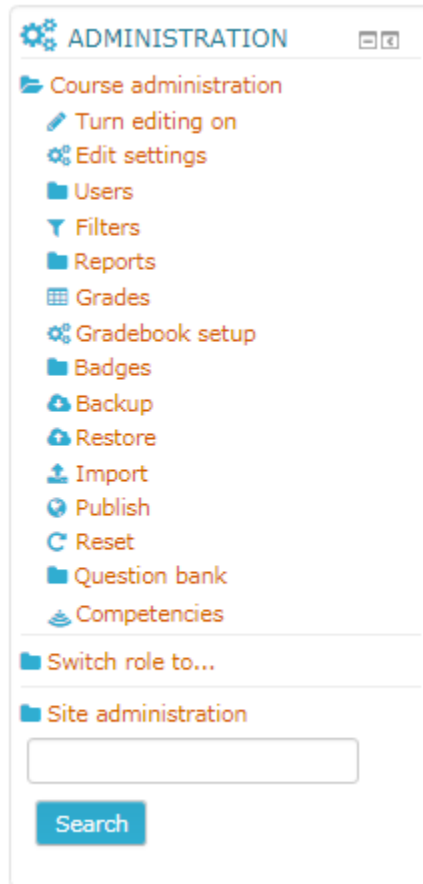 ADMINISTRATION
Course administration
Turn editing on
Edit settings
Users
Filters
Reports
Grades
Gradebook setup
Badges
Backup
Restore
Import
Publish
Reset
Question bank
Competencies
Switch role to...
Site administration
Search